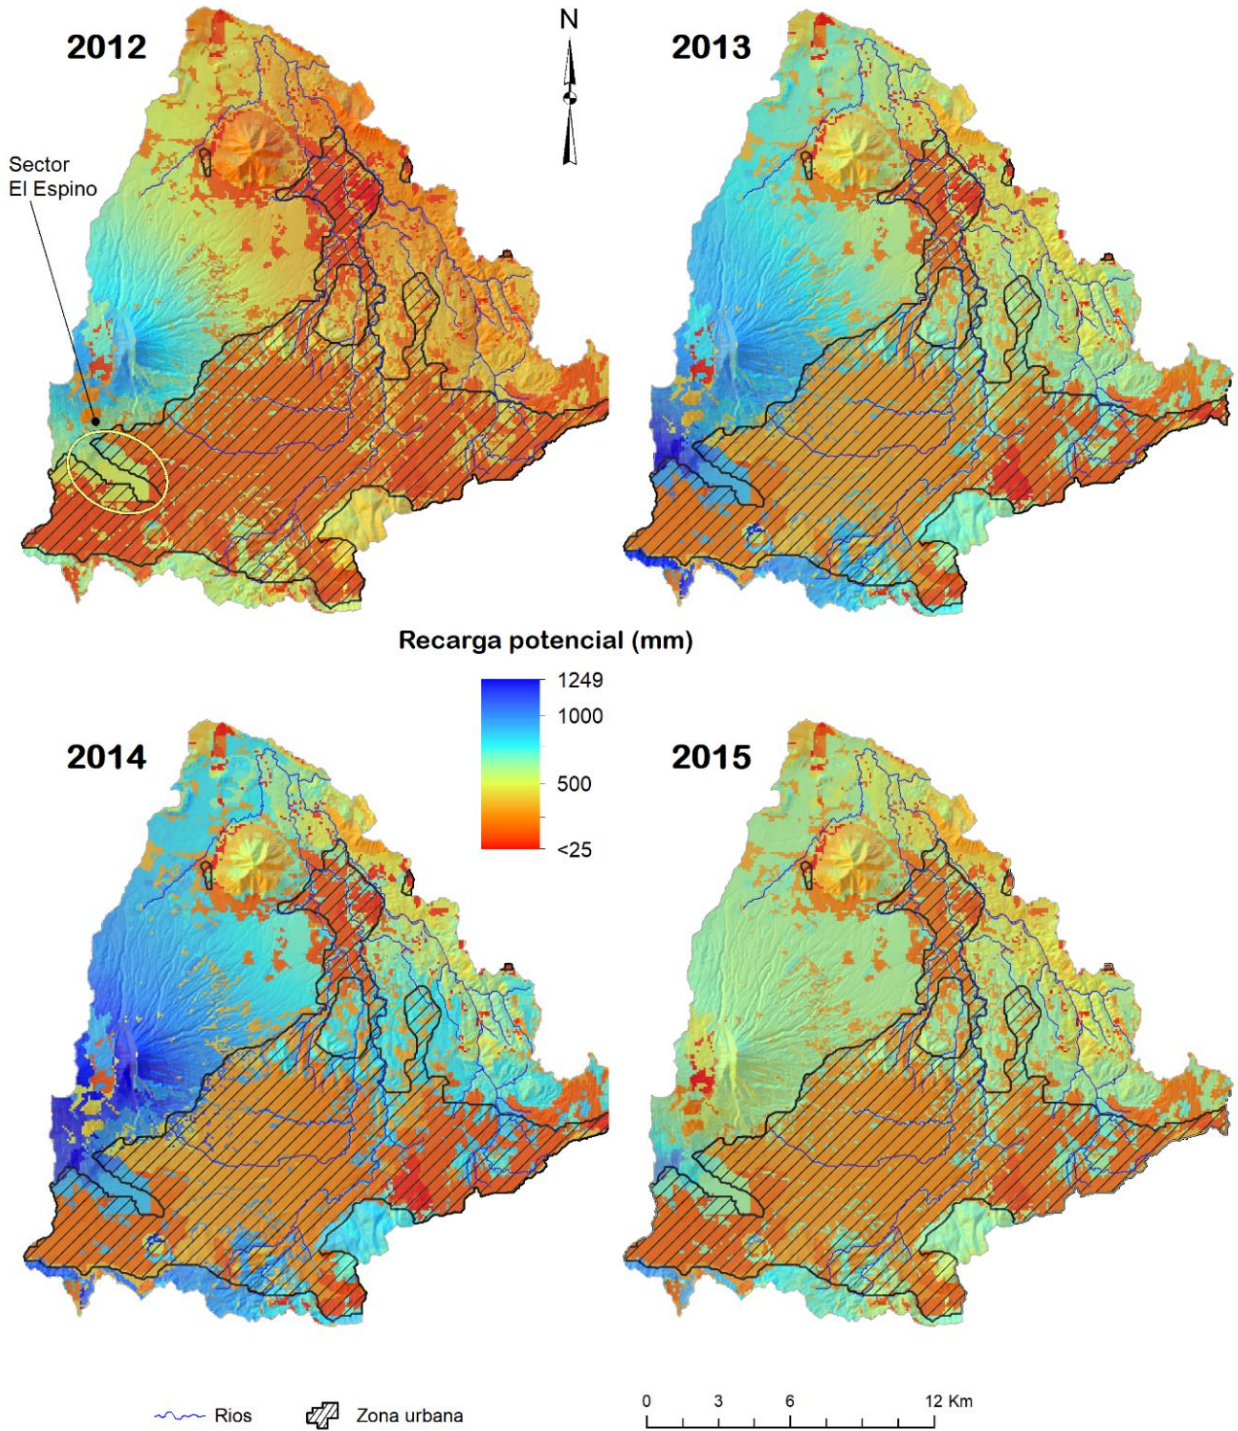 2012
N
2013
Sector
El Espino
Recarga potencial (mm)
1249
1000
500
<25
2014
2015
Rios
Zona urbana
0 3 6 12 Km